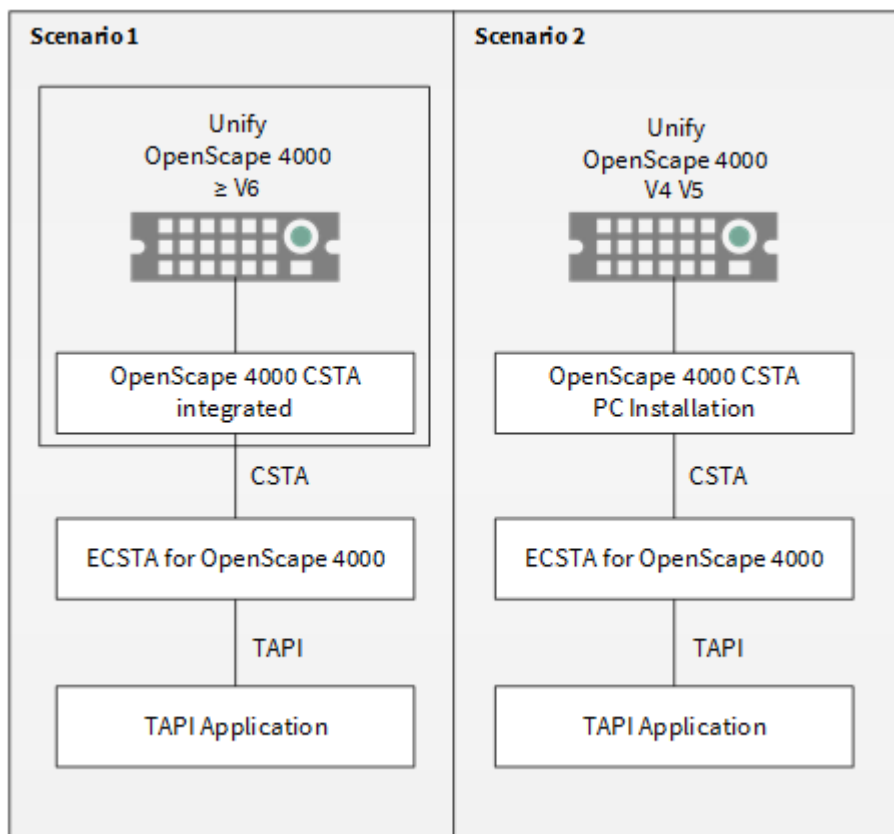 Scenario 1
Unify
OpenScape 4000
≥ V6
OpenScape 4000 CSTA
integrated
CSTA
ECSTA for OpenScape 4000
TAPI
TAPI Application
Scenario 2
Unify
OpenScape 4000
V4 V5
OpenScape 4000 CSTA
PC Installation
CSTA
ECSTA for OpenScape 4000
TAPI
TAPI Application